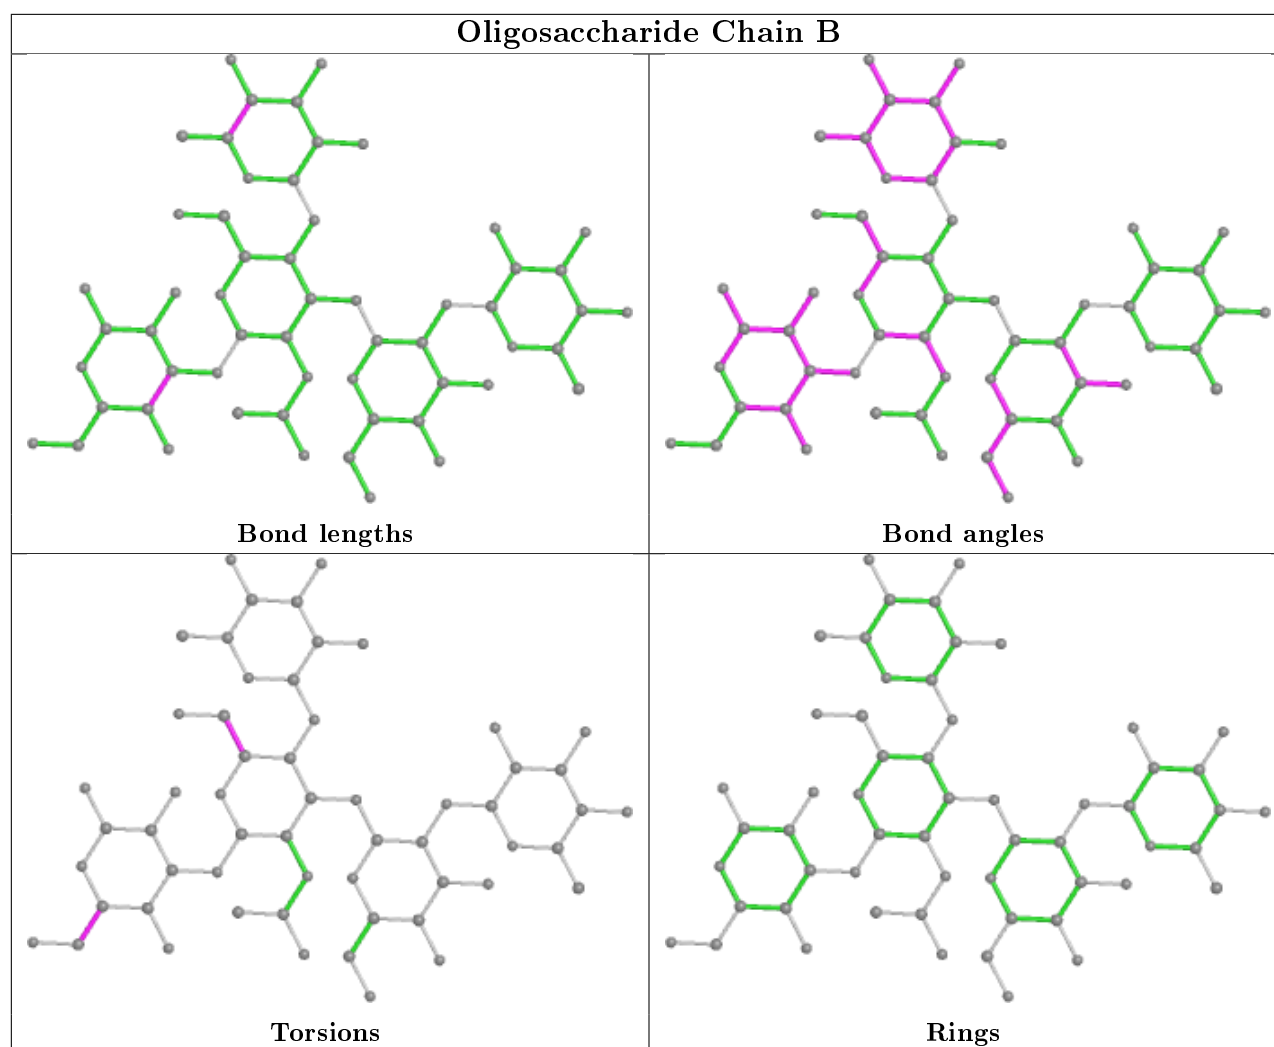 Oligosaccharide Chain B
Bond lengths
Bond angles
Torsions
Rings